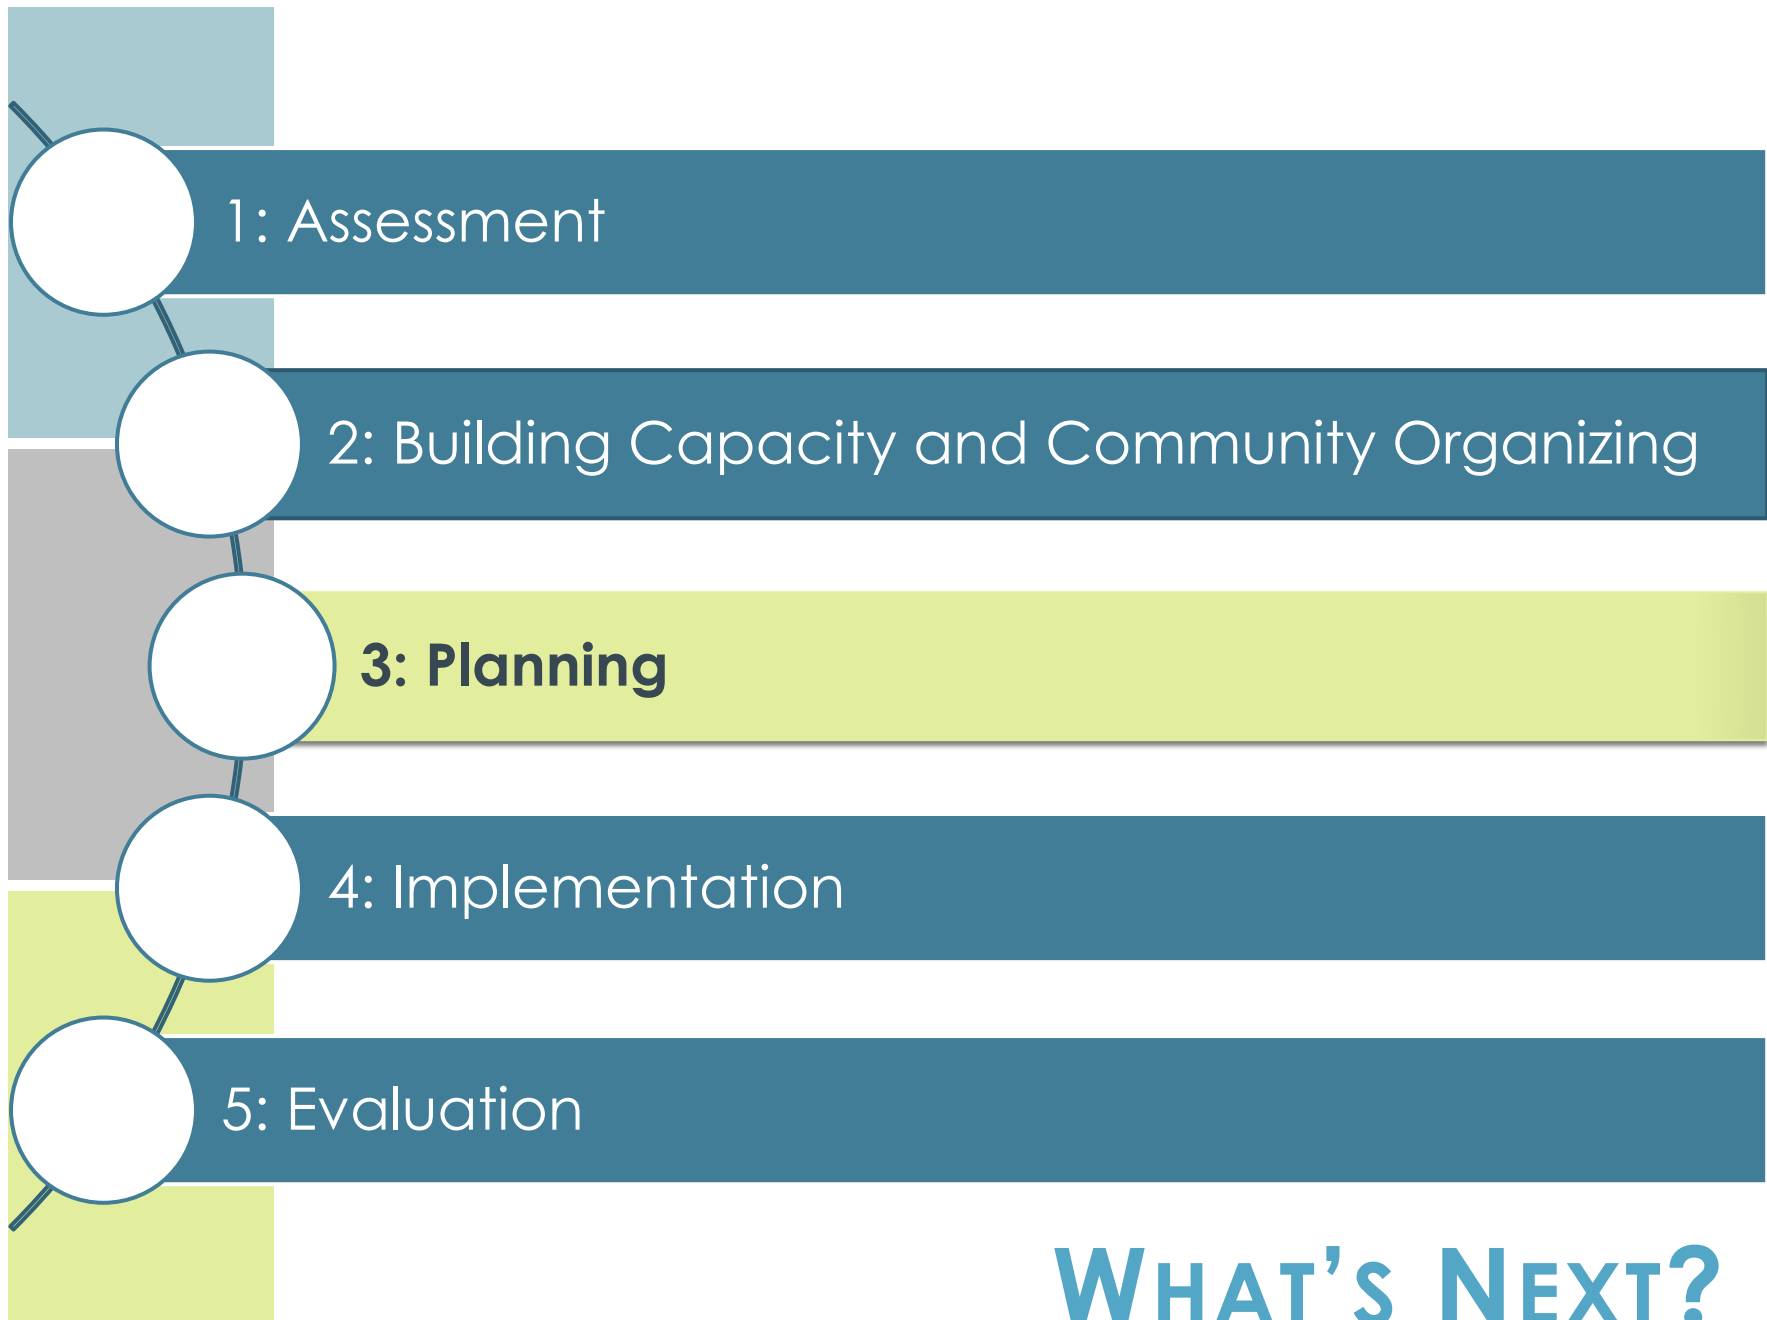 1: Assessment
2: Building Capacity and Community Organizing
3: Planning
4: Implementation
5: Evaluation
WHAT’S NEXT?